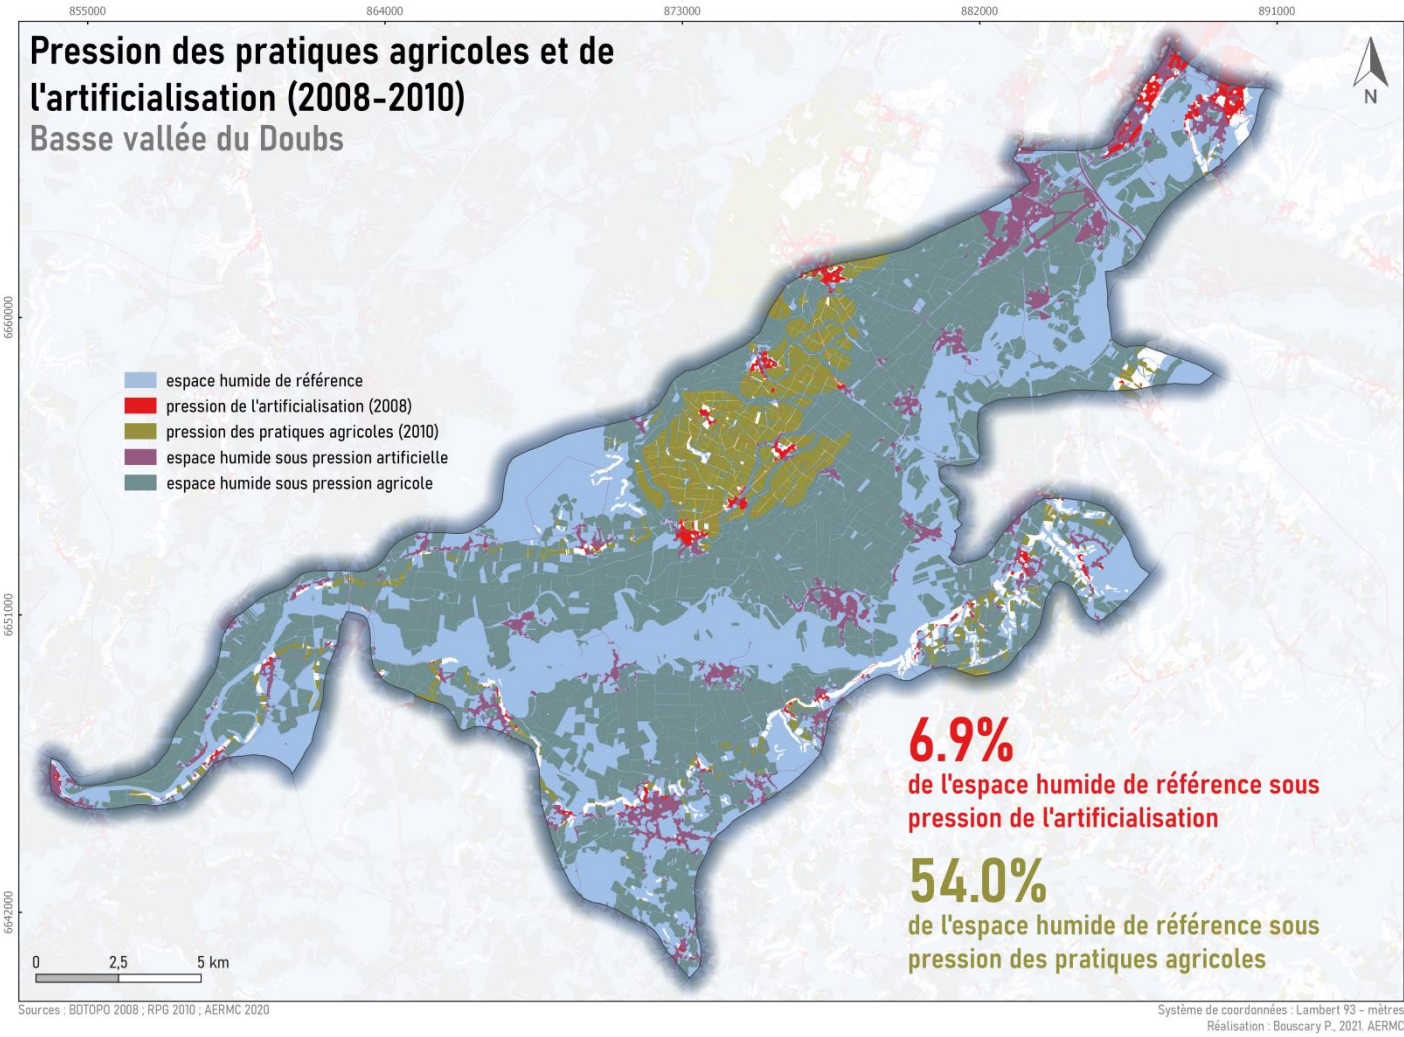 855000
864000
873000
882000
891000
Pression des pratiques agricoles et de
l'artificialisation (2008-2010)
Basse vallée du Doubs
N
6660000
6651000
6642000
espace humide de référence
pression de l'artificialisation (2008)
pression des pratiques agricoles (2010)
espace humide sous pression artificielle
espace humide sous pression agricole
6.9%
de l'espace humide de référence sous
pression de l'artificialisation
54.0%
de l'espace humide de référence sous
pression des pratiques agricoles
0 2,5 5 km
Sources : BDTOPO 2008 ; RPG 2010 ; AERMC 2020
Système de coordonnées : Lambert 93 - mètres
Réalisation : Bouscary P., 2021. AERMC